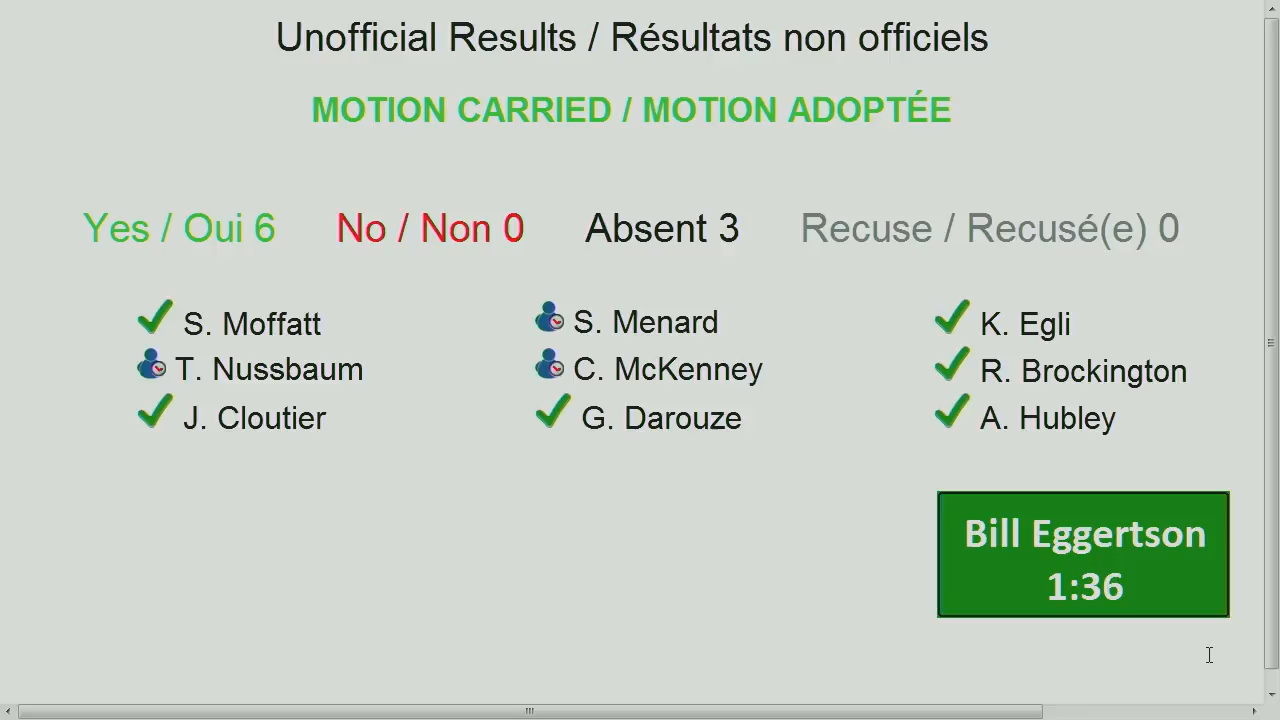 Unofficial Results / Résultats non officiels
MOTION CARRIED / MOTION ADOPTÉE
Yes / Oui 6 No / Non 0 Absent 3 Recuse / Recusé(e) 0
S. Moffatt S. Menard K. Egli
T. Nussbaum C. McKenney R. Brockington
J. Cloutier G. Darouze A. Hubley
Bill Eggertson
1:36